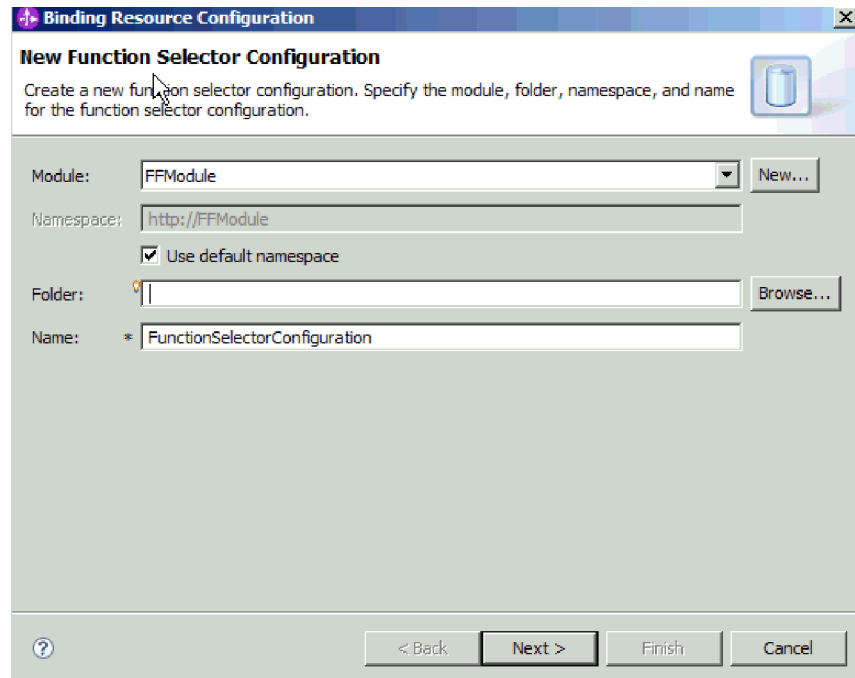 Binding Resource Configuration
New Function Selector Configuration
Create a new function selector configuration. Specify the module, folder, namespace, and name
for the function selector configuration.
Module: FFModule New...
Namespace: http://FFModule
Use default namespace
Folder: Browse...
Name: * FunctionSelectorConfiguration
? < Back Next > Finish Cancel